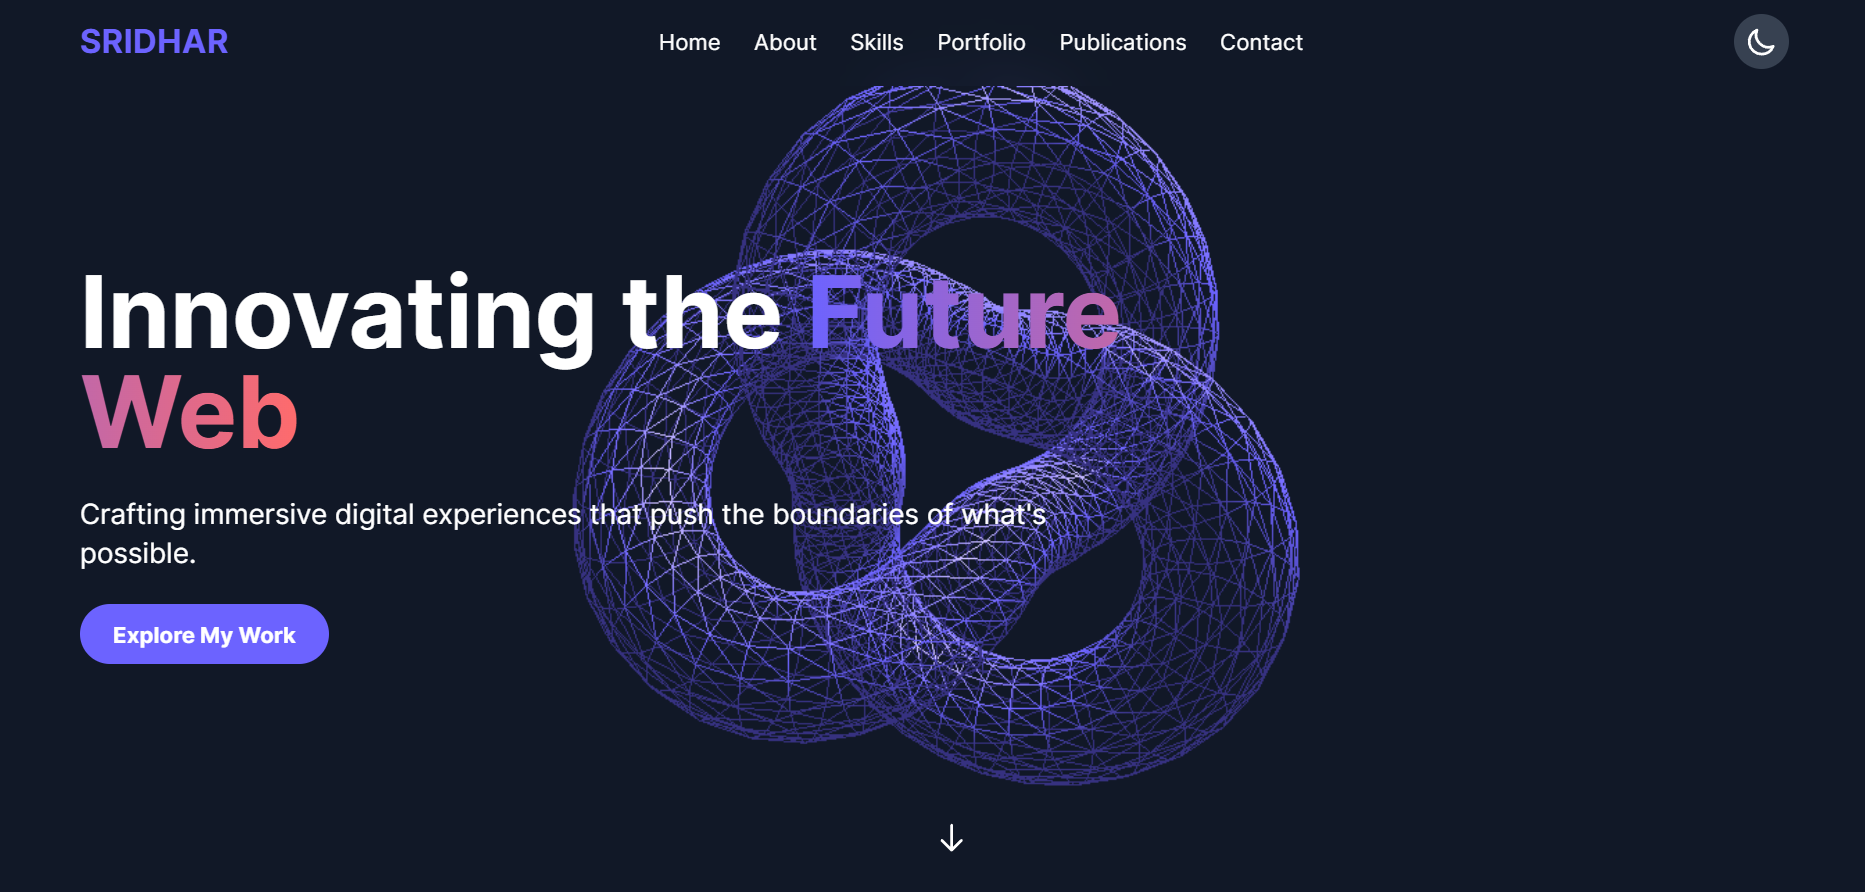 SRIDHAR
Home About Skills Portfolio Publications Contact
Innovating the Future
Web
Crafting immersive digital experiences that push the boundaries of what's
possible.
Explore My Work